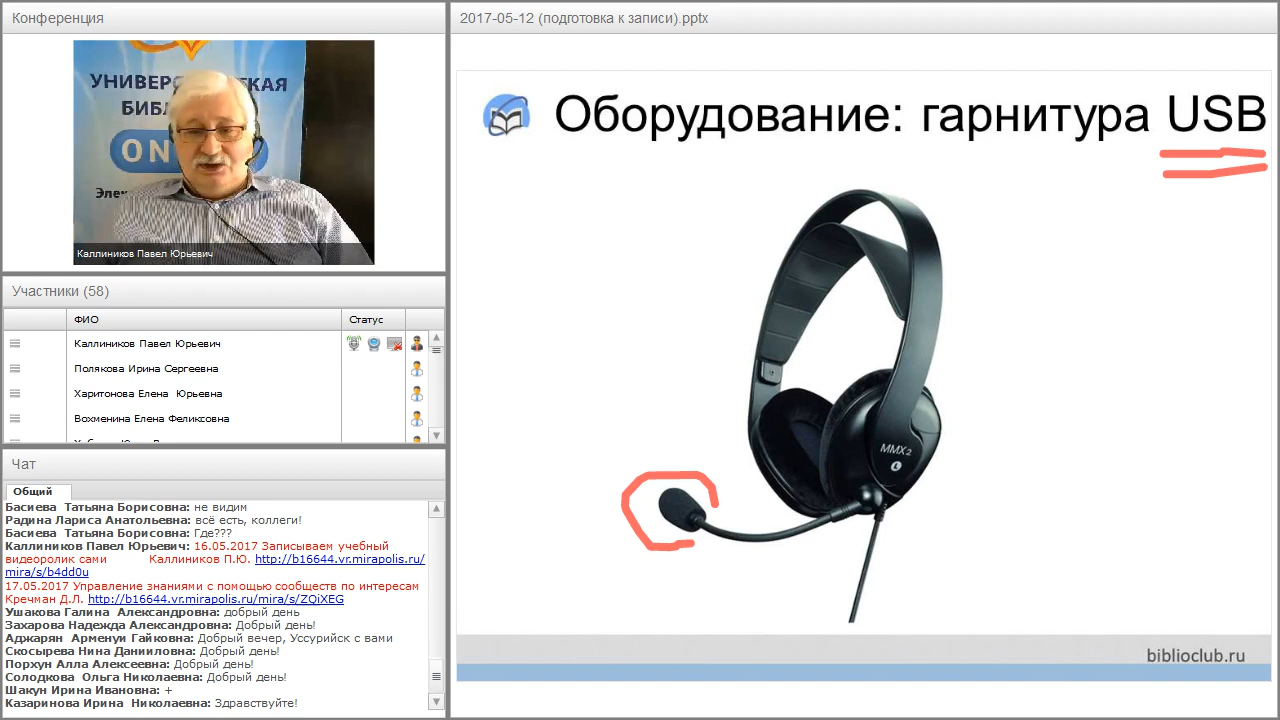 Конференция
УНИВЕР
КАЯ
БИБЛ
ON
Элек
Каллиников Павел Юрьевич
Участники (58)
ФИО
Статус
Каллиников Павел Юрьевич
Полякова Ирина Сергеевна
Харитонова Елена Юрьевна
Вохменина Елена Феликсовна
Чат
Общий
Басиева Татьяна Борисовна: не видим
Радина Лариса Анатольевна: всё есть, коллеги!
Басиева Татьяна Борисовна: Где???
Каллиников Павел Юрьевич: 16.05.2017 Записываем учебный
видеоролик сами Каллиников П.Ю. http://b16644.vr.mirapolis.ru/
mira/s/b4dd0u
17.05.2017 Управление знаниями с помощью сообществ по интересам
Кречман Д.Л. http://b16644.vr.mirapolis.ru/mira/s/ZQiXEG
Ушакова Галина Александровна: добрый день
Захарова Надежда Александровна: Добрый день!
Аджарян Арменуи Гайковна: Добрый вечер, Уссурийск с вами
Скосырева Нина Данииловна: Добрый день!
Порхун Алла Алексеевна: Добрый день!
Солодкова Ольга Николаевна: Добрый день!
Шакун Ирина Ивановна: +
Казаринова Ирина Николаевна: Здравствуйте!
2017-05-12 (подготовка к записи).pptx
Оборудование: гарнитура USB
MMX2
L
biblioclub.ru